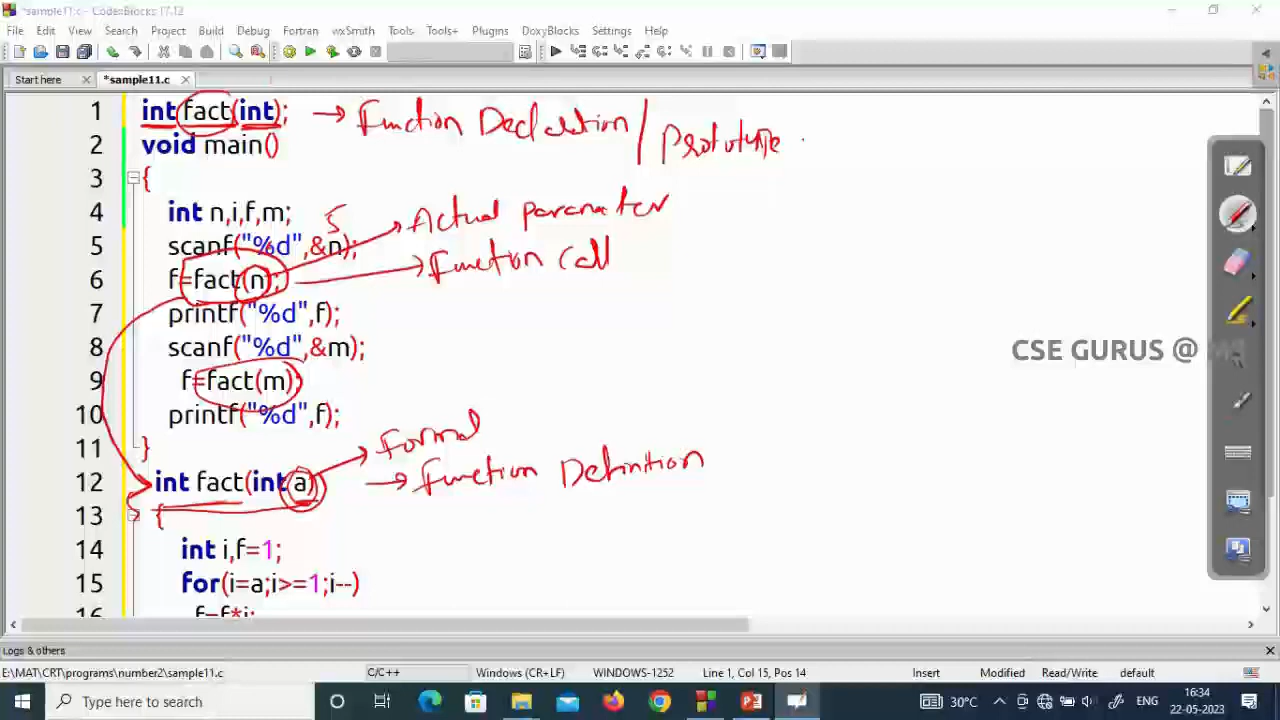 *sample11.c - Code::Blocks 17.12
File Edit View Search Project Build Debug Fortran wxSmith Tools Tools+ Plugins DoxyBlocks Settings Help
Start here *sample11.c
1 int fact(int); → Function Declaration / Prototype
2 void main()
3 {
4 int n,i,f,m;
5 Actual parameter
5 scanf("%d",&n);
Function Call
6 f=fact(n);
7 printf("%d",f);
8 scanf("%d",&m);
CSE GURUS @
9 f=fact(m);
10 printf("%d",f);
11 } Formal
12 int fact(int a) → Function Definition
13 {
14 int i,f=1;
15 for(i=a;i>=1;i--)
16 f=f*i;
Logs & others
E:\MAT\CRT\programs\number2\sample11.c C/C++ Windows (CR+LF) WINDOWS-1252 Line 1, Col 15, Pos 14 Insert Modified Read/Write default
Type here to search 30°C ENG 16:34
22-05-2023